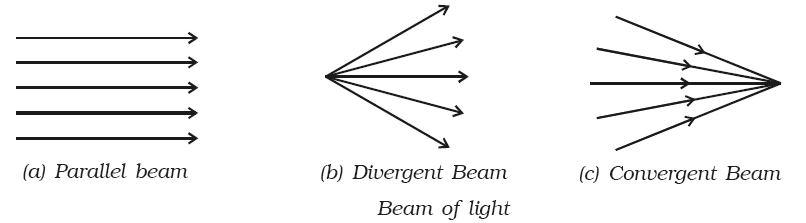 (a) Parallel beam
(b) Divergent Beam
(c) Convergent Beam
Beam of light